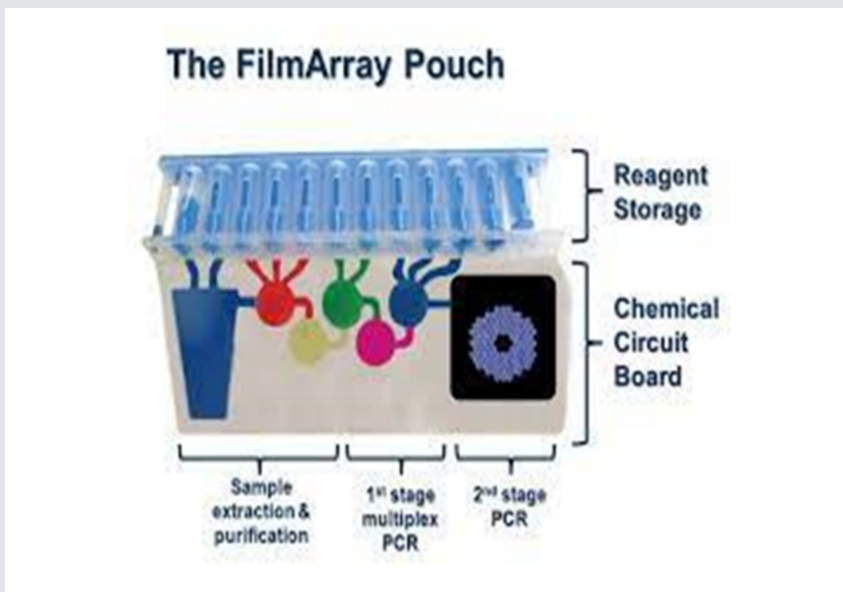 The FilmArray Pouch
Reagent
Storage
Chemical
Circuit
Board
Sample
extraction &
purification
1st stage
multiplex
PCR
2nd stage
PCR